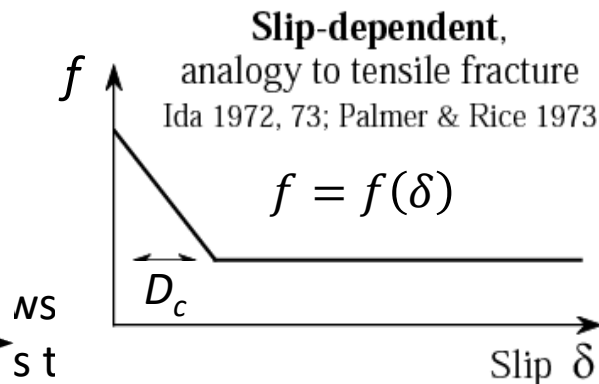 Slip-dependent,
f
analogy to tensile fracture
Ida 1972, 73; Palmer & Rice 1973
f = f(δ)
D_c
s t
Slip δ